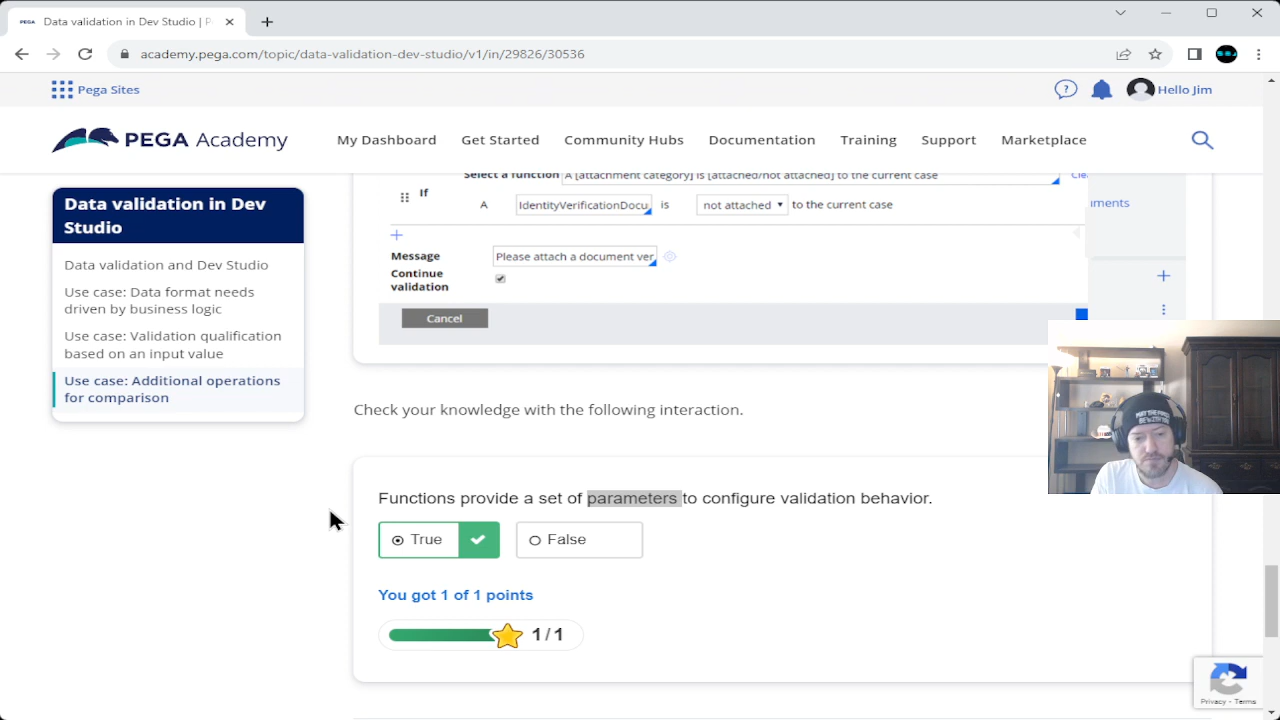 PEGA Data validation in Dev Studio | P
academy.pega.com/topic/data-validation-dev-studio/v1/in/29826/30536
Pega Sites
? Hello Jim
PEGA Academy My Dashboard Get Started Community Hubs Documentation Training Support Marketplace
Data validation in Dev
Studio
Data validation and Dev Studio
Use case: Data format needs
driven by business logic
Use case: Validation qualification
based on an input value
Use case: Additional operations
for comparison
Select a function A [attachment category] is [attached/not attached] to the current case Cle
If
A IdentityVerificationDocu is not attached to the current case
ments
Message Please attach a document ver
Continue
validation
Cancel
Check your knowledge with the following interaction.
Functions provide a set of parameters to configure validation behavior.
True False
You got 1 of 1 points
1/1
Privacy - Terms